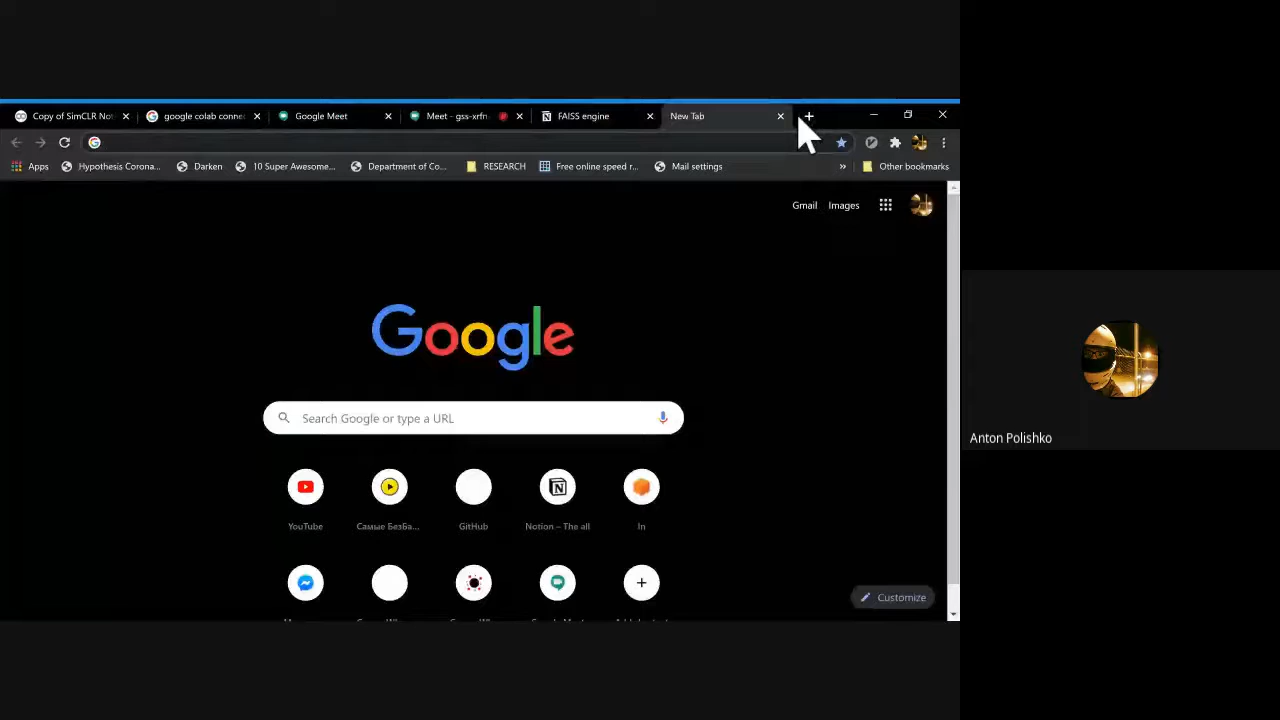 Copy of SimCLR Not
google colab conne
Google Meet
Meet - gss-xrfn
FAISS engine
New Tab
Apps
Hypothesis Corona...
Darken
10 Super Awesome...
Department of Co...
RESEARCH
Free online speed r...
Mail settings
»
Other bookmarks
Gmail
Images
Google
Search Google or type a URL
YouTube
Самые БезБа...
GitHub
Notion – The all
In
Customize
Anton Polishko